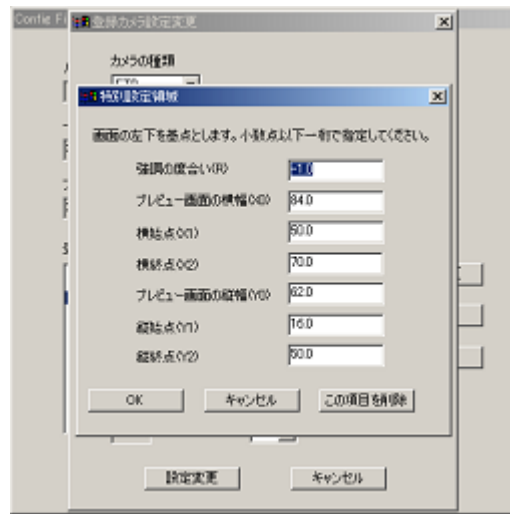 Config Fi
登録カメラ設定変更
カメラの種類
特別設定領域
画面の左下を基点とします。小数点以下一桁で指定してください。
強調の度合い(R)
-1.0
プレビュー画面の横幅(X0)
84.0
横始点(X1)
50.0
横終点(X2)
70.0
プレビュー画面の縦幅(Y0)
62.0
縦始点(Y1)
16.0
縦終点(Y2)
50.0
OK
キャンセル
この項目を削除
設定変更
キャンセル